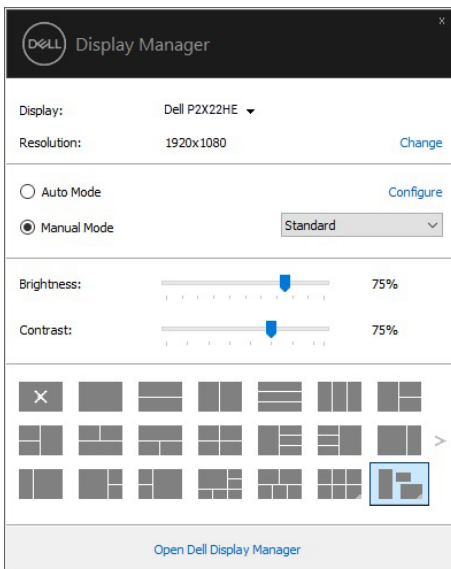 x
DELL Display Manager
Display: Dell P2X22HE
Resolution: 1920x1080 Change
Auto Mode Configure
Manual Mode Standard
Brightness: 75%
Contrast: 75%
Open Dell Display Manager